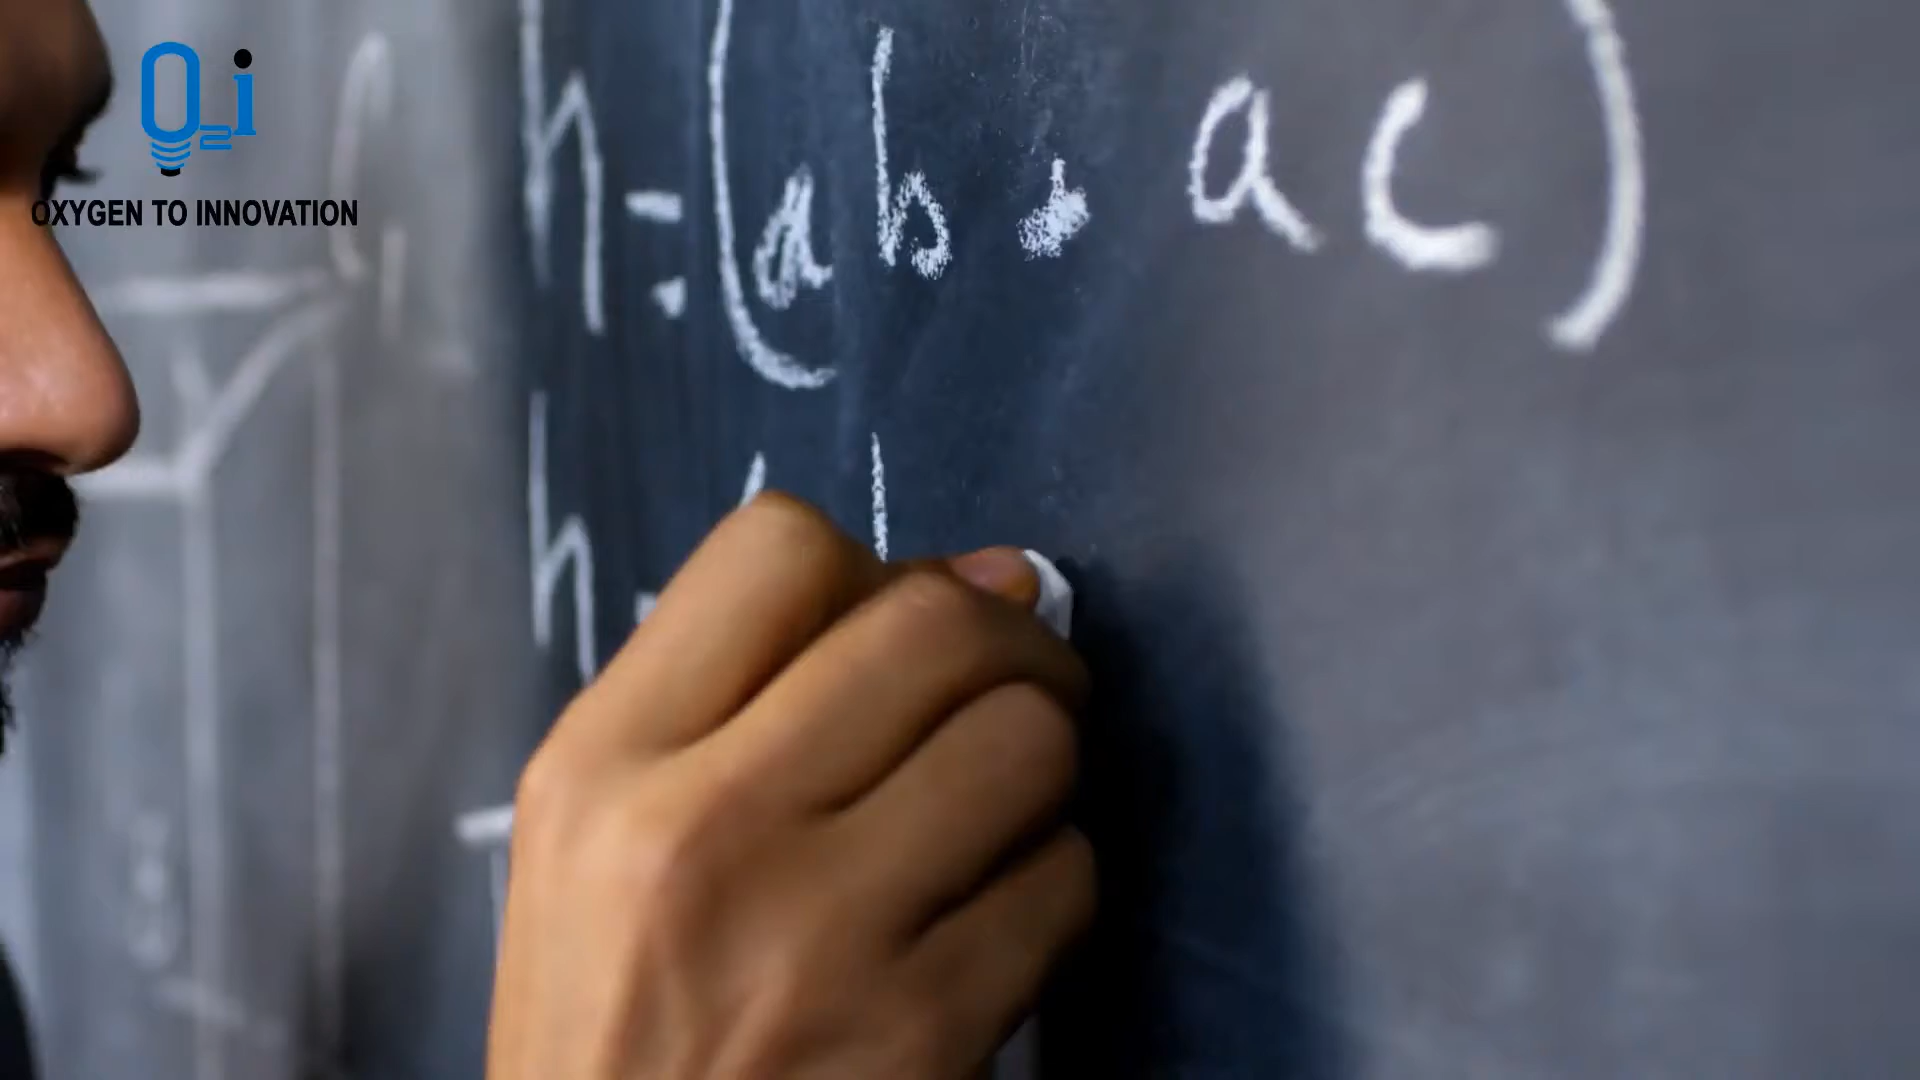 O2i
OXYGEN TO INNOVATION
h = (ab . ac)
h